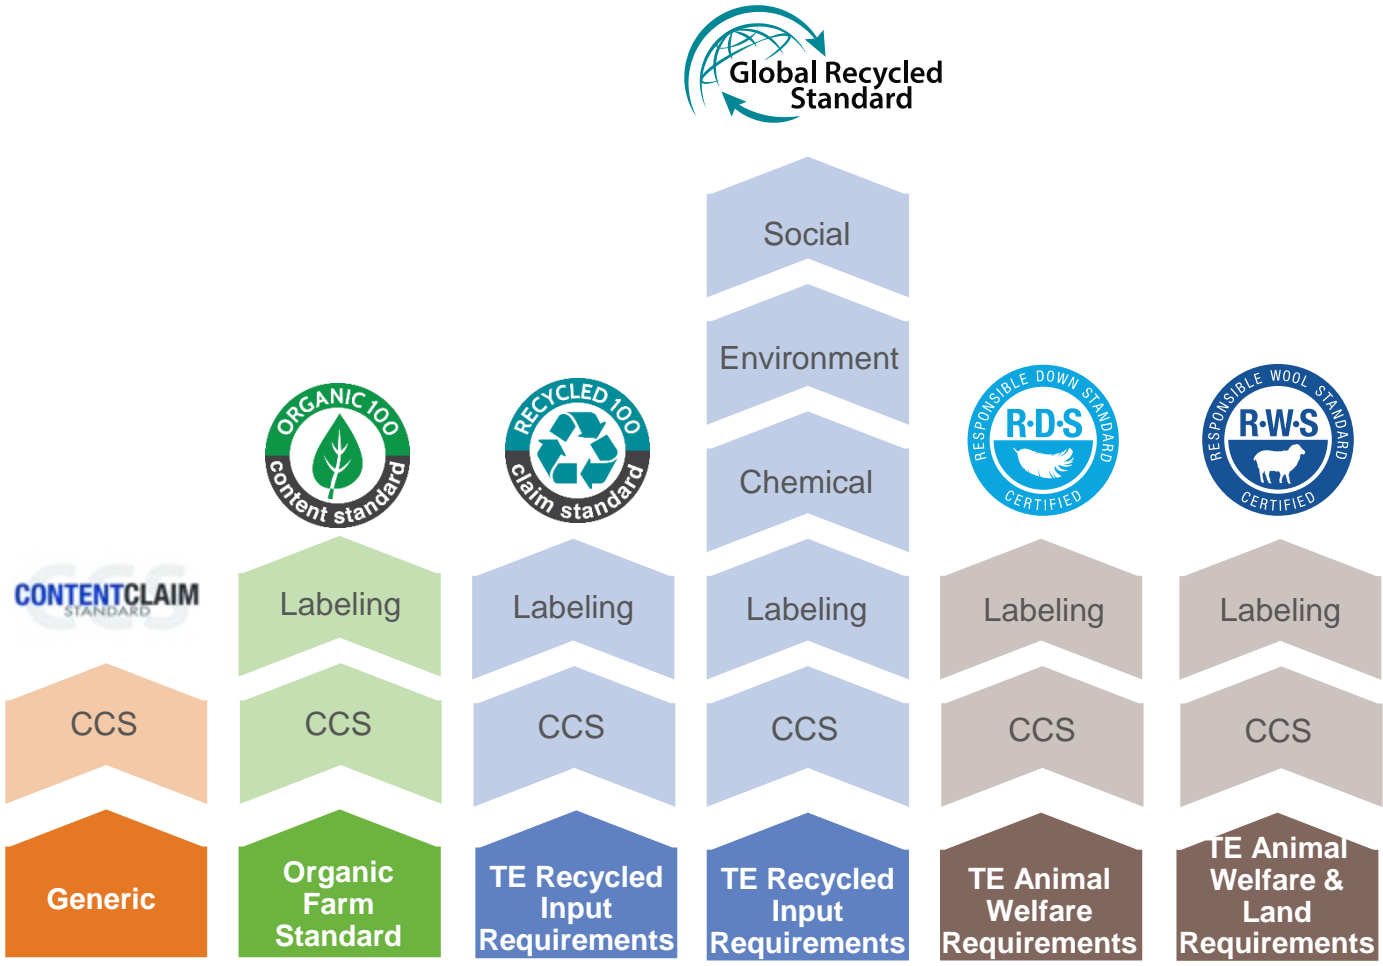 Global Recycled
Standard
Social
Environment
Chemical
ORGANIC 100
content standard
RECYCLED 100
claim standard
RESPONSIBLE DOWN STANDARD
R·D·S
CERTIFIED
RESPONSIBLE WOOL STANDARD
R·W·S
CERTIFIED
CCS
CONTENTCLAIM
STANDARD
Labeling
Labeling
Labeling
Labeling
Labeling
CCS
CCS
CCS
CCS
CCS
CCS
Generic
Organic
Farm
Standard
TE Recycled
Input
Requirements
TE Recycled
Input
Requirements
TE Animal
Welfare
Requirements
TE Animal
Welfare &
Land
Requirements